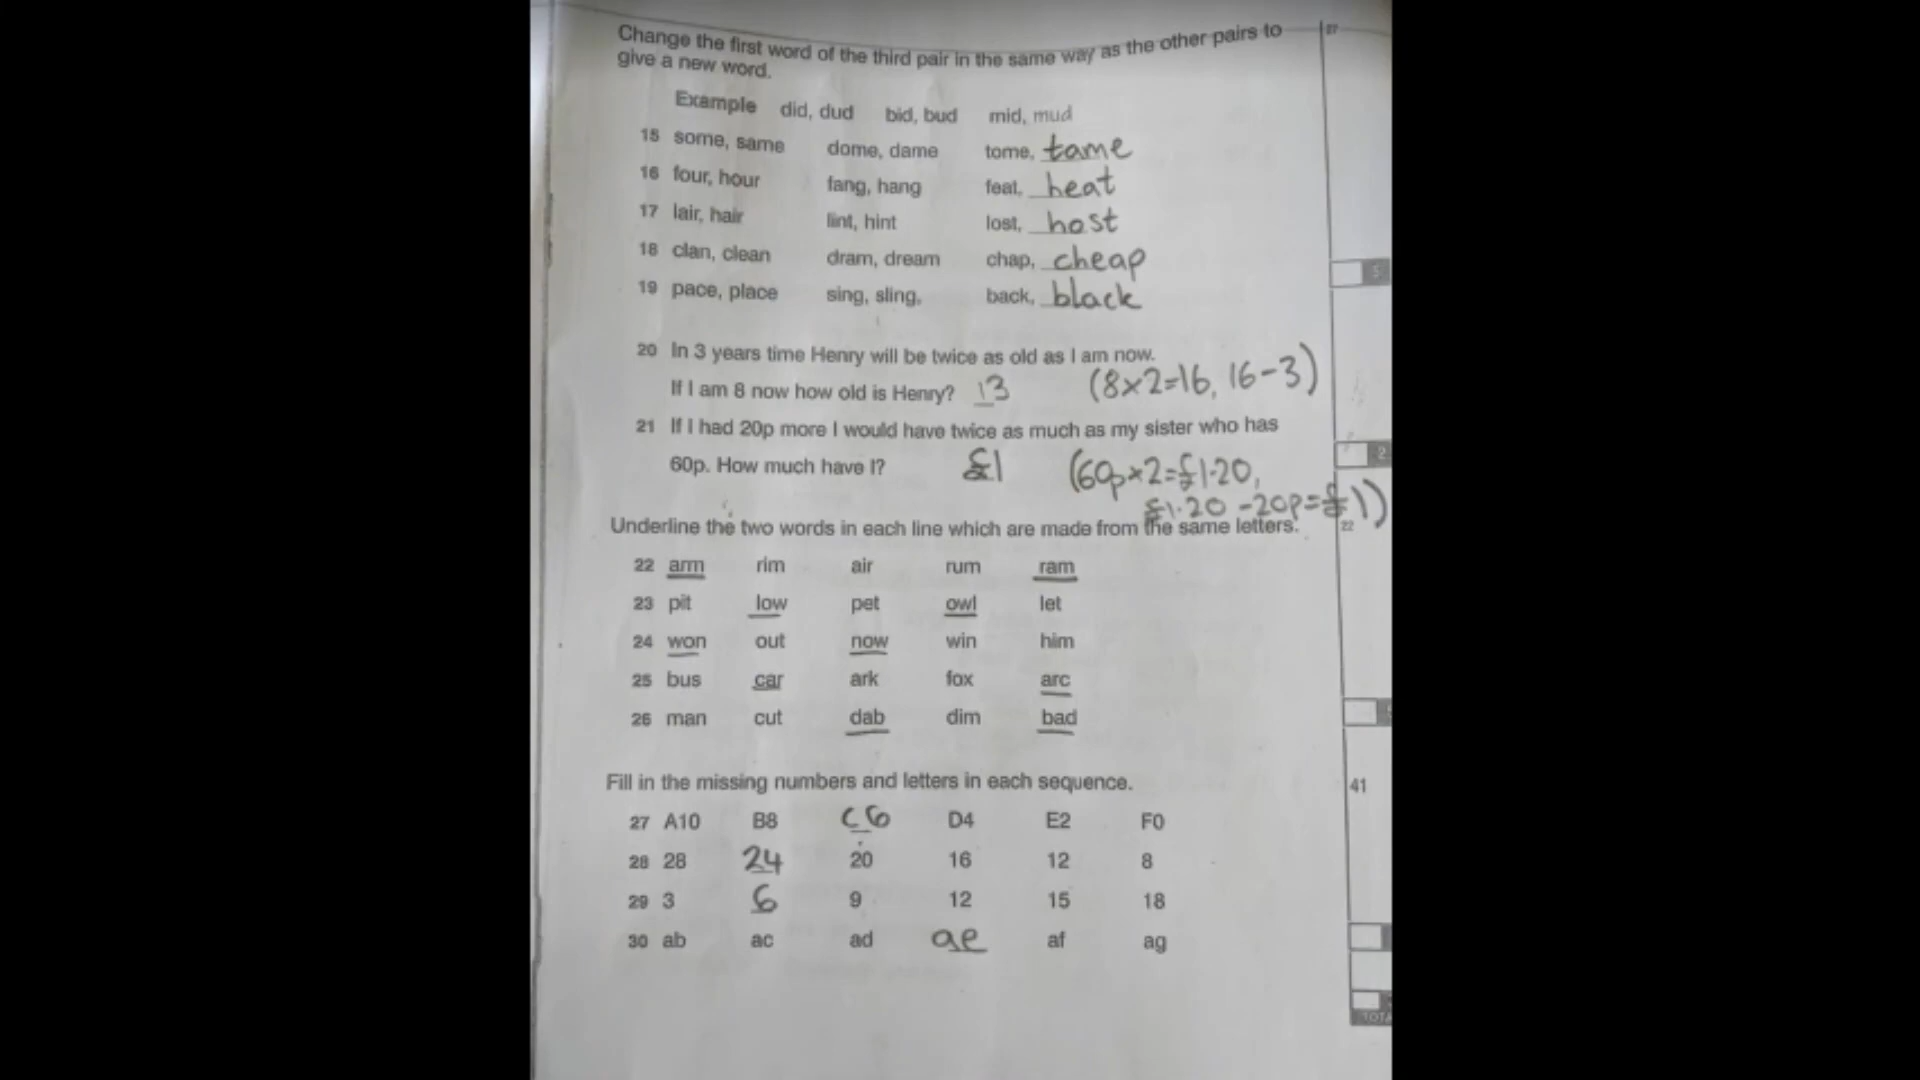 Change the first word of the third pair in the same way as the other pairs to
give a new word.
27
Example did, dud bid, bud mid, mud
15 some, same dome, dame tome, tame
16 four, hour fang, hang feat, heat
17 lair, hair lint, hint lost, host
18 clan, clean dram, dream chap, cheap
5
19 pace, place sing, sling, back, black
20 In 3 years time Henry will be twice as old as I am now.
If I am 8 now how old is Henry? 13 (8×2=16, 16-3)
21 If I had 20p more I would have twice as much as my sister who has
2
60p. How much have I? £1 (60p×2=£1.20,
£1.20 -20p=£1)
Underline the two words in each line which are made from the same letters.
22
22 arm rim air rum ram
23 pit low pet owl let
24 won out now win him
25 bus car ark fox arc
26 man cut dab dim bad
Fill in the missing numbers and letters in each sequence.
41
27 A10 B8 C6 D4 E2 F0
28 28 24 20 16 12 8
29 3 6 9 12 15 18
30 ab ac ad ae af ag